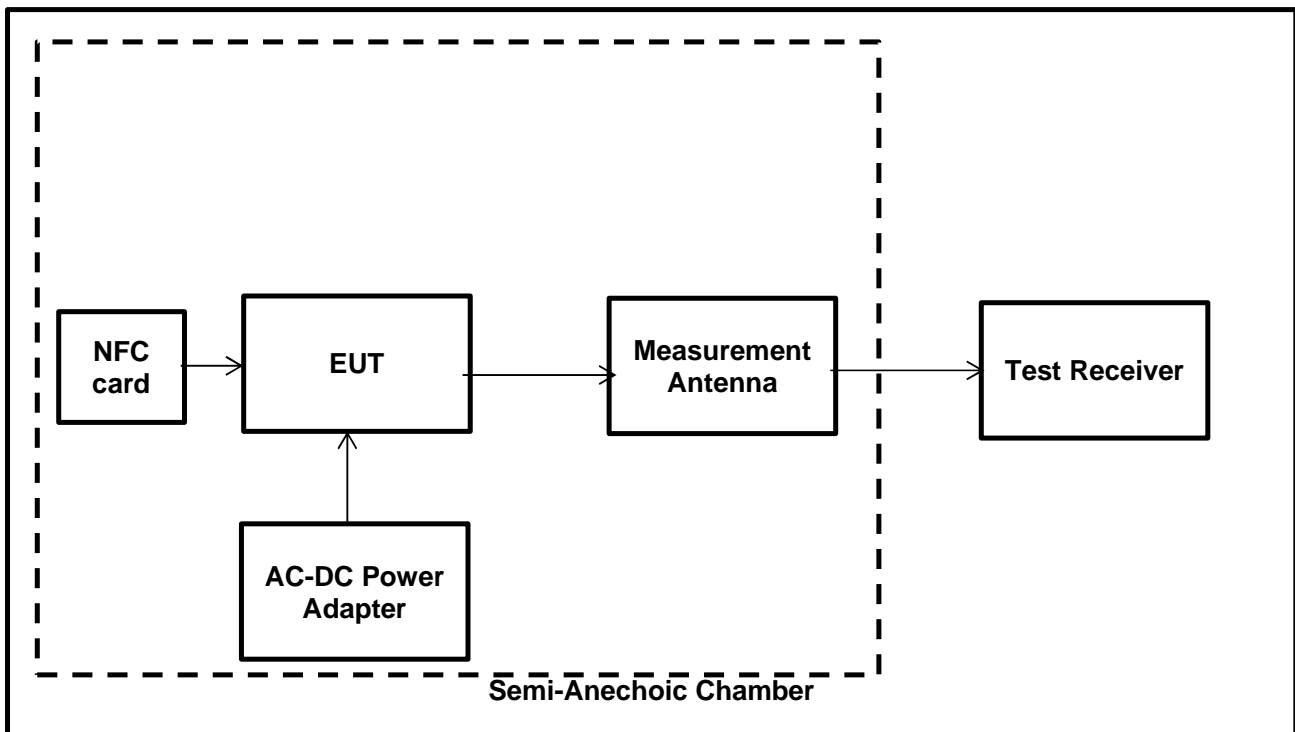 NFC
card
EUT
Measurement
Antenna
Test Receiver
AC-DC Power
Adapter
Semi-Anechoic Chamber